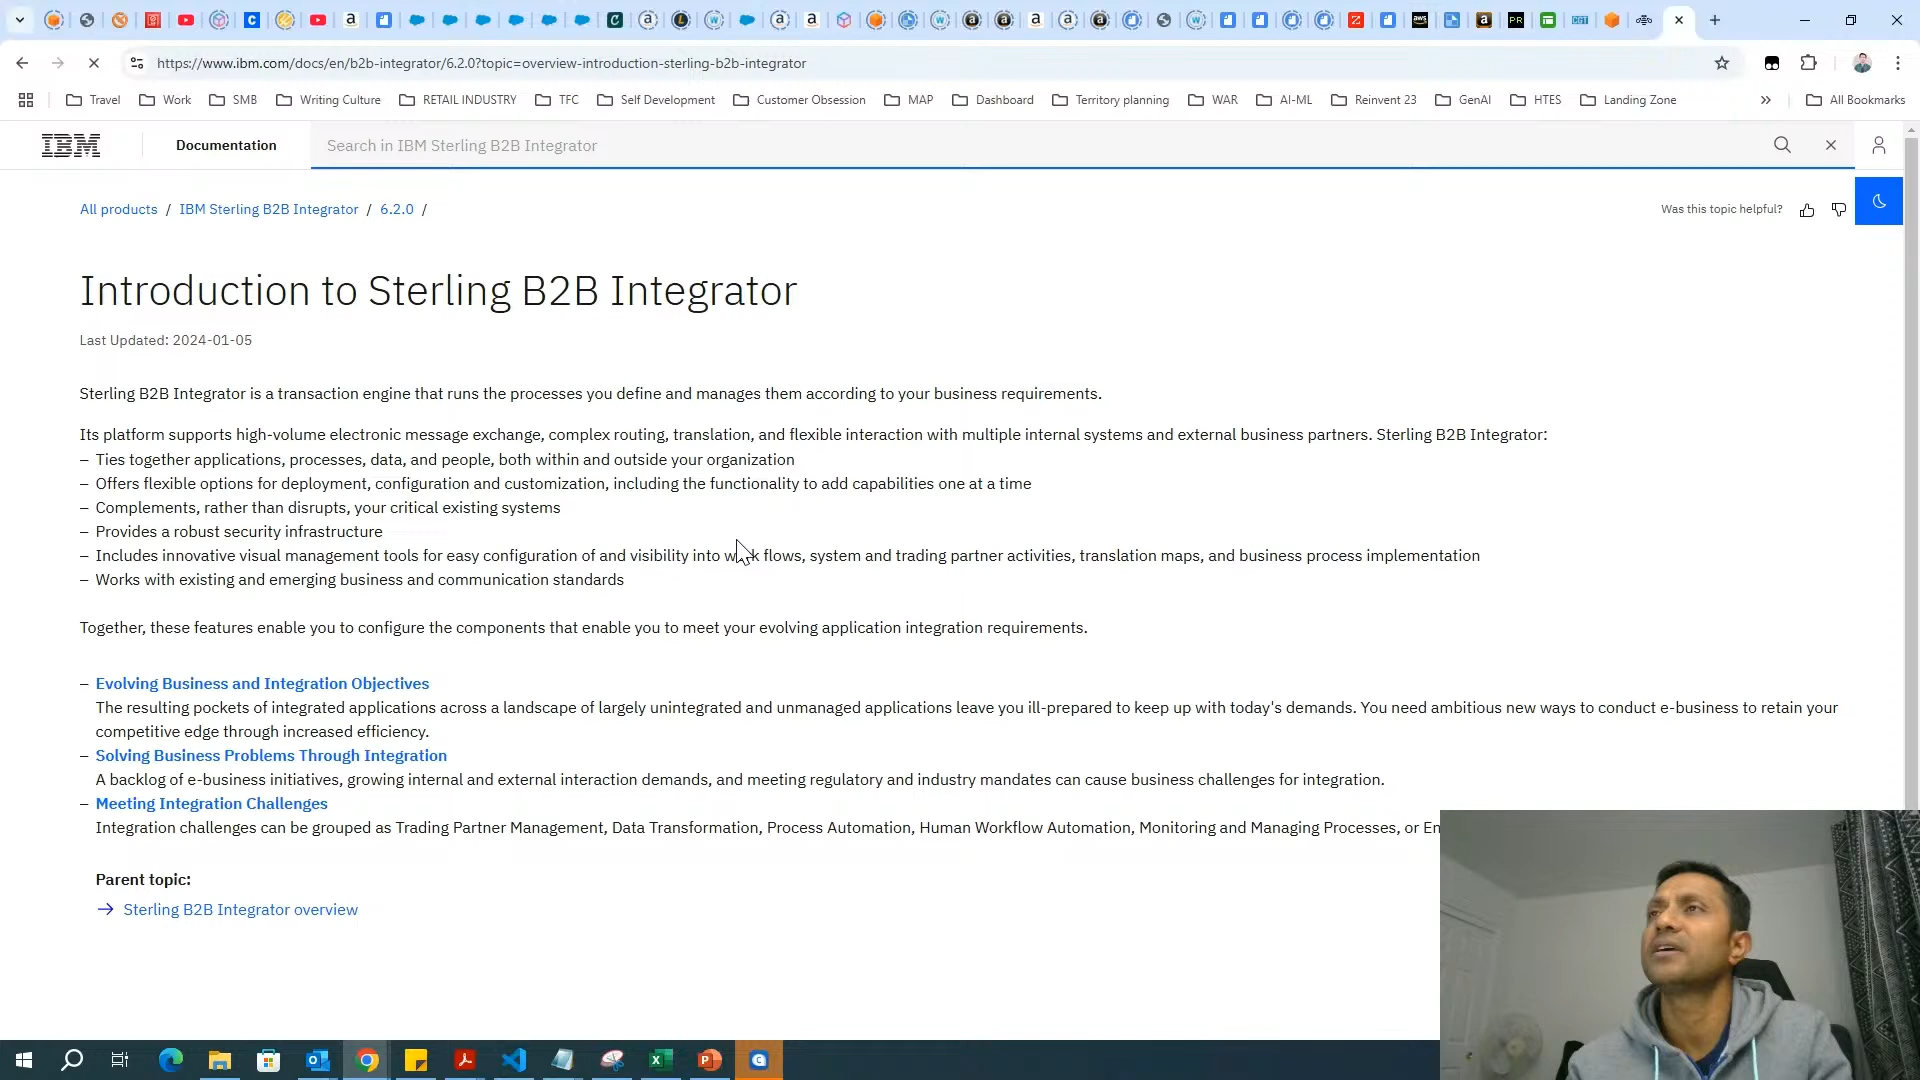 https://www.ibm.com/docs/en/b2b-integrator/6.2.0?topic=overview-introduction-sterling-b2b-integrator
Travel
Work
SMB
Writing Culture
RETAIL INDUSTRY
TFC
Self Development
Customer Obsession
MAP
Dashboard
Territory planning
WAR
AI-ML
Reinvent 23
GenAI
HTES
Landing Zone
All Bookmarks
IBM
Documentation
Search in IBM Sterling B2B Integrator
All products / IBM Sterling B2B Integrator / 6.2.0 /
Was this topic helpful?
Introduction to Sterling B2B Integrator
Last Updated: 2024-01-05
Sterling B2B Integrator is a transaction engine that runs the processes you define and manages them according to your business requirements.
Its platform supports high-volume electronic message exchange, complex routing, translation, and flexible interaction with multiple internal systems and external business partners. Sterling B2B Integrator:
– Ties together applications, processes, data, and people, both within and outside your organization
– Offers flexible options for deployment, configuration and customization, including the functionality to add capabilities one at a time
– Complements, rather than disrupts, your critical existing systems
– Provides a robust security infrastructure
– Includes innovative visual management tools for easy configuration of and visibility into work flows, system and trading partner activities, translation maps, and business process implementation
– Works with existing and emerging business and communication standards
Together, these features enable you to configure the components that enable you to meet your evolving application integration requirements.
– Evolving Business and Integration Objectives
The resulting pockets of integrated applications across a landscape of largely unintegrated and unmanaged applications leave you ill-prepared to keep up with today's demands. You need ambitious new ways to conduct e-business to retain your
competitive edge through increased efficiency.
– Solving Business Problems Through Integration
A backlog of e-business initiatives, growing internal and external interaction demands, and meeting regulatory and industry mandates can cause business challenges for integration.
– Meeting Integration Challenges
Integration challenges can be grouped as Trading Partner Management, Data Transformation, Process Automation, Human Workflow Automation, Monitoring and Managing Processes, or En
Parent topic:
→ Sterling B2B Integrator overview